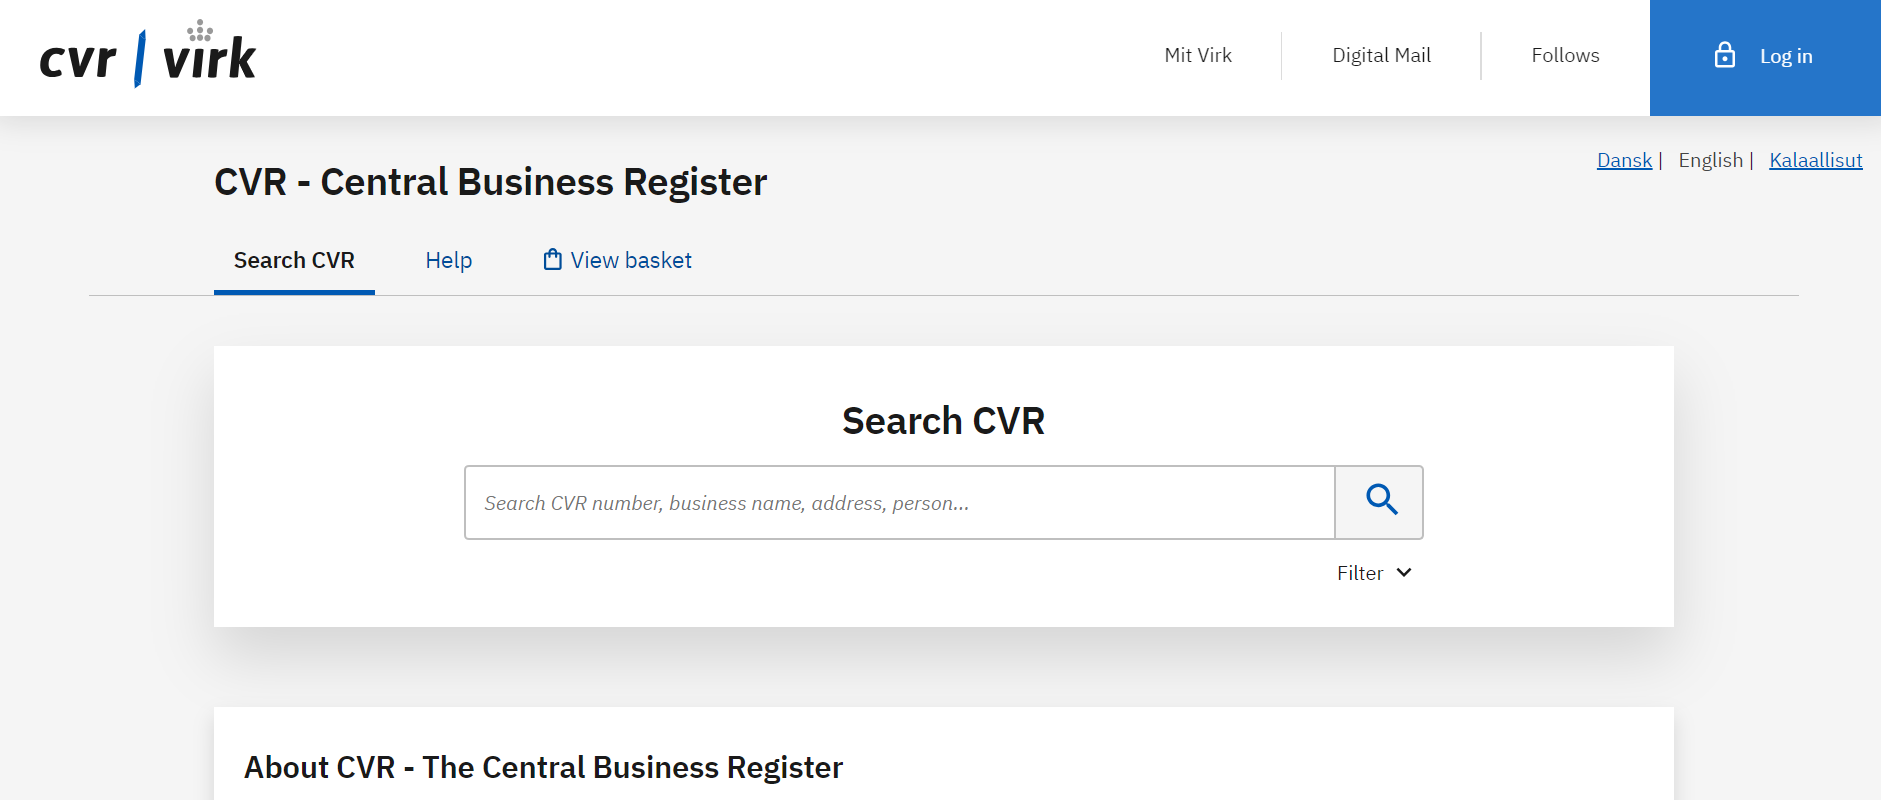 cvr virk
Mit Virk
Digital Mail
Follows
Log in
Dansk | English | Kalaallisut
CVR - Central Business Register
Search CVR
Help
View basket
Search CVR
Search CVR number, business name, address, person...
Filter
About CVR - The Central Business Register